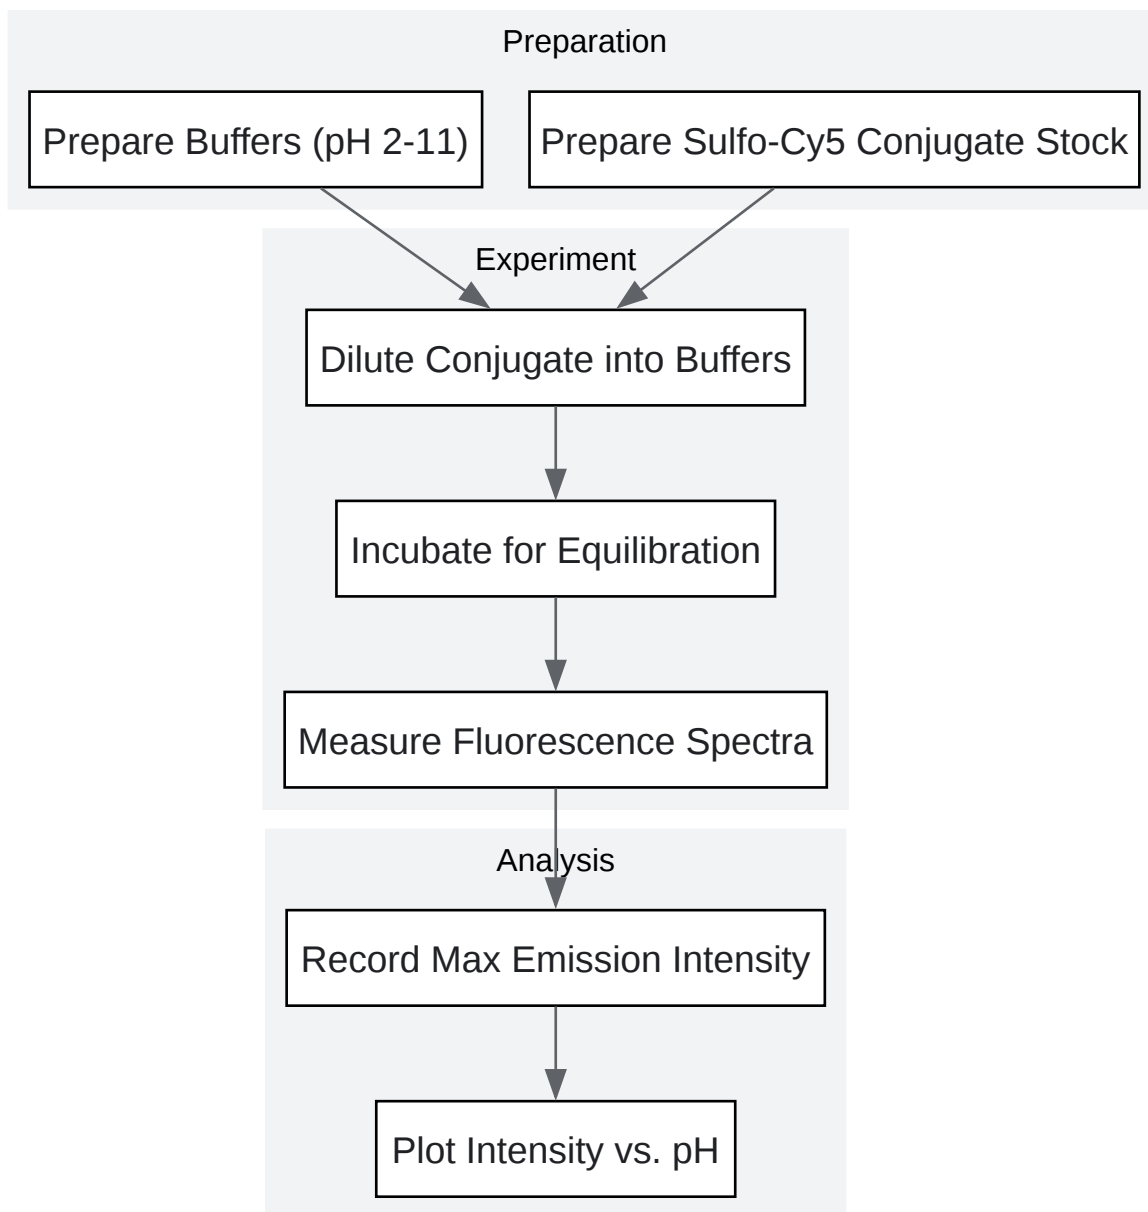 Preparation
Prepare Buffers (pH 2-11)
Prepare Sulfo-Cy5 Conjugate Stock
Experiment
Dilute Conjugate into Buffers
Incubate for Equilibration
Measure Fluorescence Spectra
Analysis
Record Max Emission Intensity
Plot Intensity vs. pH